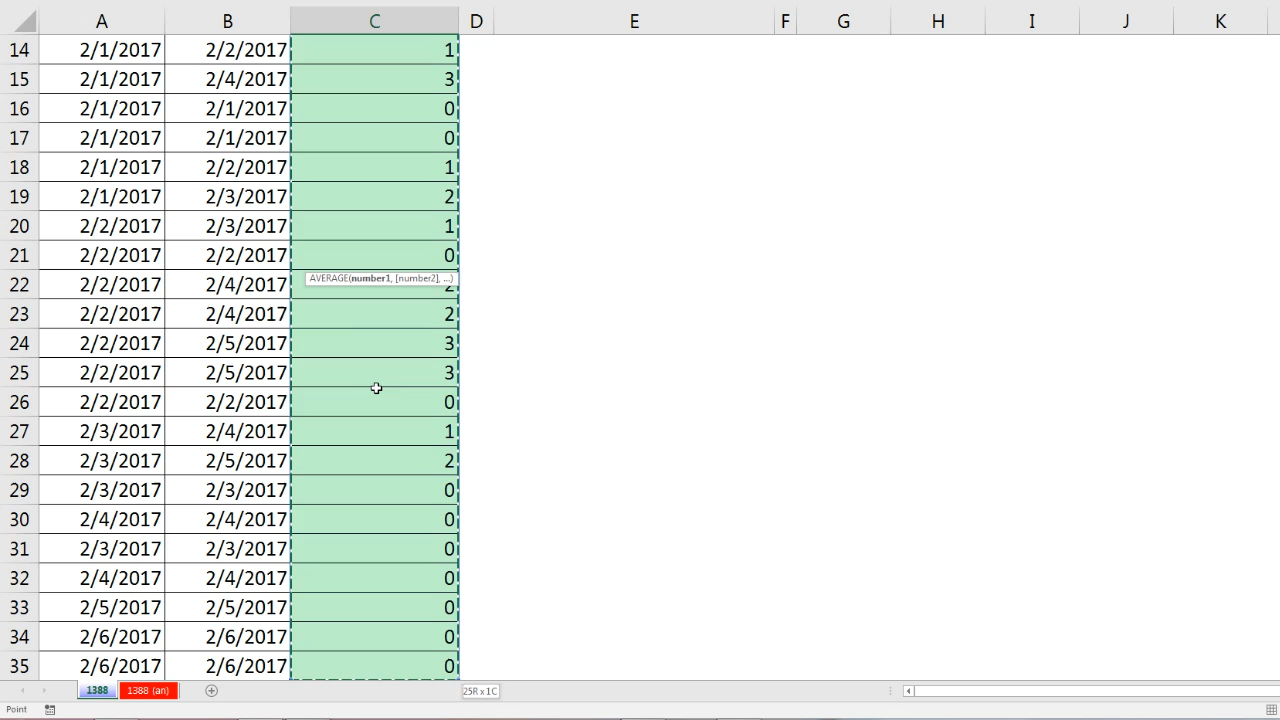 A B C D E F G H I J K
14 2/1/2017 2/2/2017 1
15 2/1/2017 2/4/2017 3
16 2/1/2017 2/1/2017 0
17 2/1/2017 2/1/2017 0
18 2/1/2017 2/2/2017 1
19 2/1/2017 2/3/2017 2
20 2/2/2017 2/3/2017 1
21 2/2/2017 2/2/2017 0
AVERAGE(number1, [number2], ...)
22 2/2/2017 2/4/2017 2
23 2/2/2017 2/4/2017 2
24 2/2/2017 2/5/2017 3
25 2/2/2017 2/5/2017 3
26 2/2/2017 2/2/2017 0
27 2/3/2017 2/4/2017 1
28 2/3/2017 2/5/2017 2
29 2/3/2017 2/3/2017 0
30 2/4/2017 2/4/2017 0
31 2/3/2017 2/3/2017 0
32 2/4/2017 2/4/2017 0
33 2/5/2017 2/5/2017 0
34 2/6/2017 2/6/2017 0
35 2/6/2017 2/6/2017 0
1388 1388 (an) 25R x 1C
Point